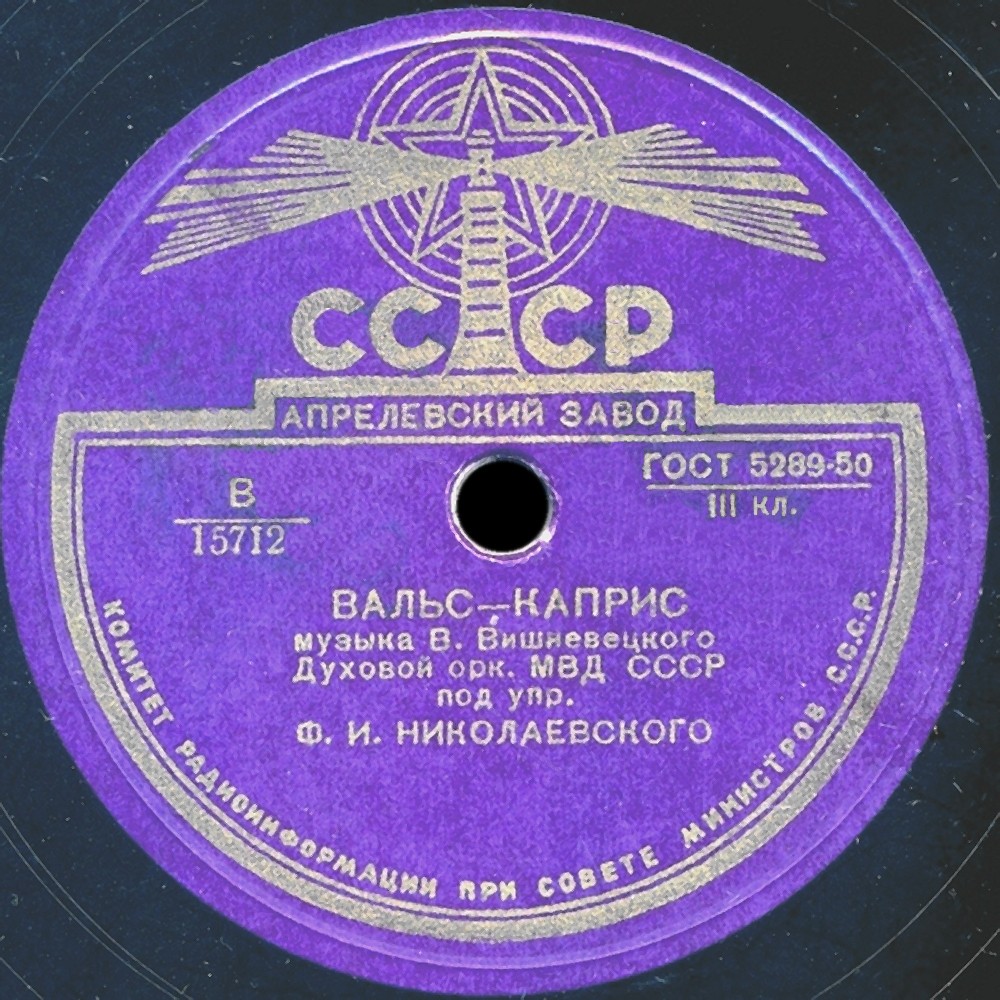 СССР
АПРЕЛЕВСКИЙ ЗАВОД
ГОСТ 5289-50
III КЛ.
В
15712
ВАЛЬС—КАПРИС
музыка В. Вишневецкого
Духовой орк. МВД СССР
под упр.
Ф. И. НИКОЛАЕВСКОГО
КОМИТЕТ РАДИОИНФОРМАЦИИ ПРИ СОВЕТЕ МИНИСТРОВ С.С.С.Р.